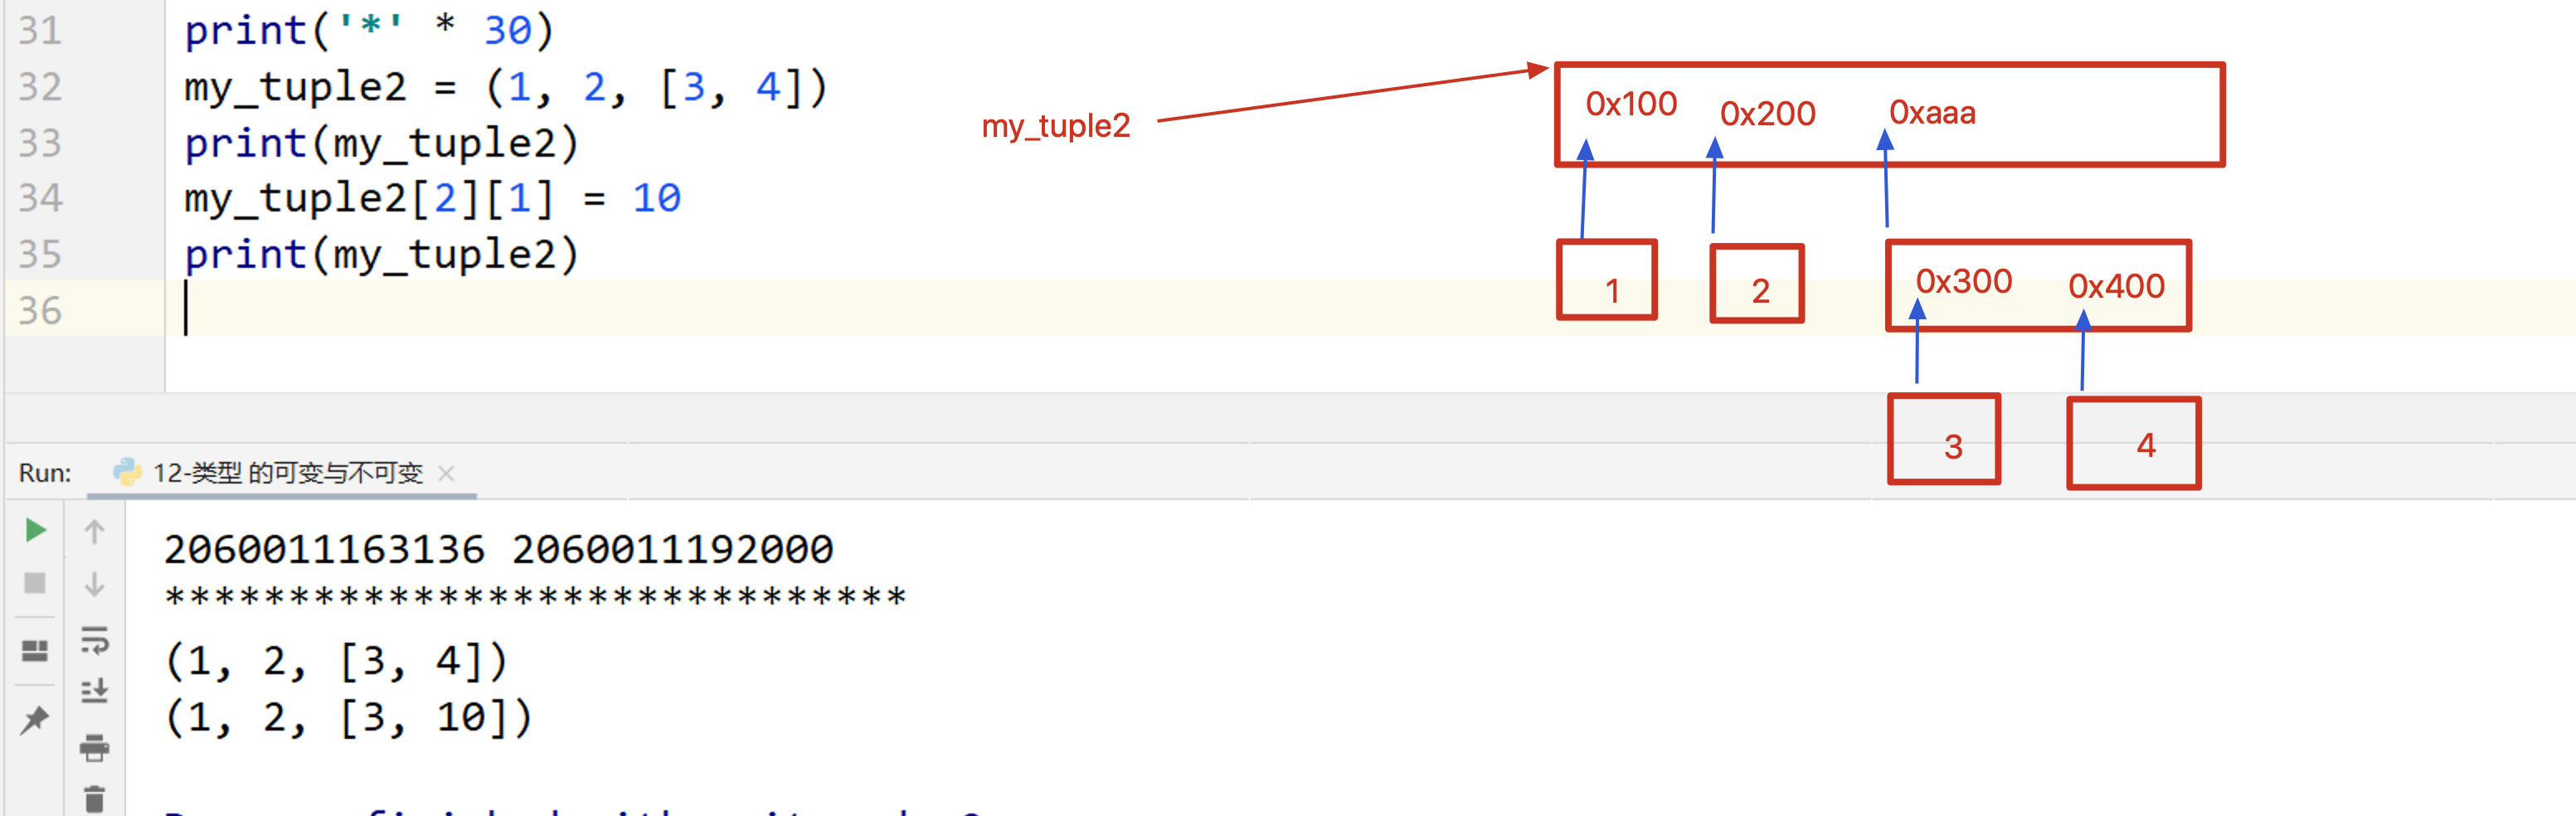 31 print('*' * 30)
32 my_tuple2 = (1, 2, [3, 4])
33 print(my_tuple2)
34 my_tuple2[2][1] = 10
35 print(my_tuple2)
36
my_tuple2
0x100 0x200 0xaaa
1 2 0x300 0x400
3 4
Run: 12-类型 的可变与不可变 ×
2060011163136 2060011192000
******************************
(1, 2, [3, 4])
(1, 2, [3, 10])